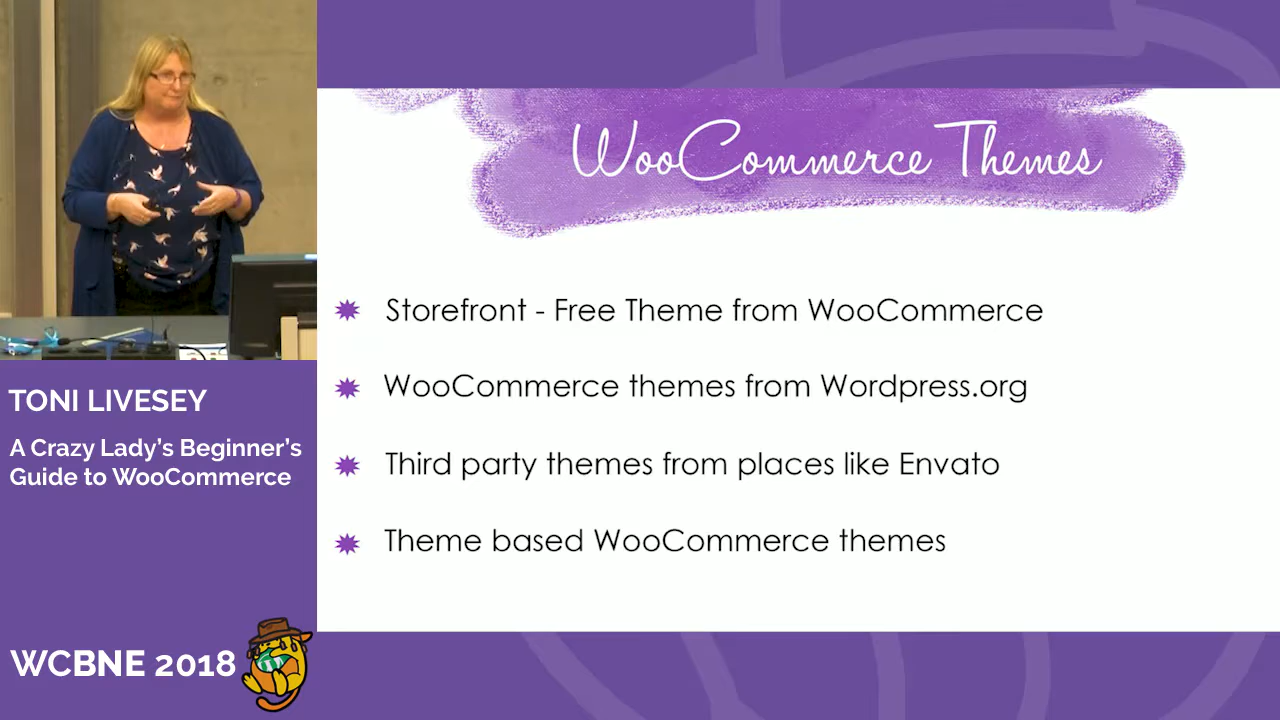 WooCommerce Themes
Storefront - Free Theme from WooCommerce
WooCommerce themes from Wordpress.org
Third party themes from places like Envato
Theme based WooCommerce themes
TONI LIVESEY
A Crazy Lady's Beginner's
Guide to WooCommerce
WCBNE 2018